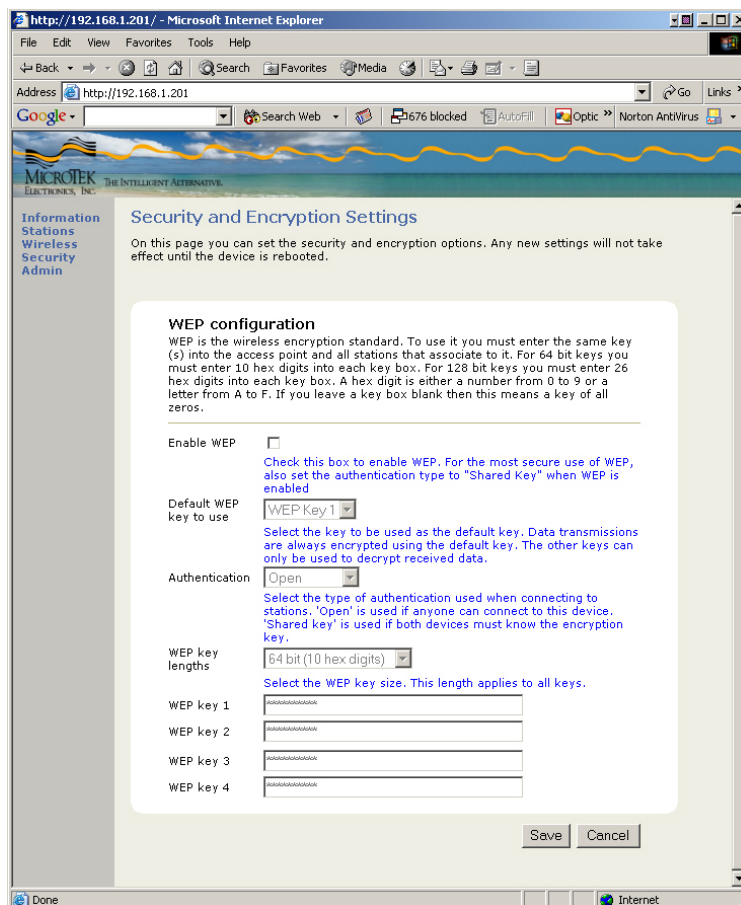 http://192.168.1.201/ - Microsoft Internet Explorer
File Edit View Favorites Tools Help
Back Search Favorites Media
Address http://192.168.1.201 Go Links
Google Search Web 676 blocked AutoFill Optic Norton AntiVirus
MICROTEK
ELECTRONICS, INC. THE INTELLIGENT ALTERNATIVE.
Information
Stations
Wireless
Security
Admin
Security and Encryption Settings
On this page you can set the security and encryption options. Any new settings will not take
effect until the device is rebooted.
WEP configuration
WEP is the wireless encryption standard. To use it you must enter the same key
(s) into the access point and all stations that associate to it. For 64 bit keys you
must enter 10 hex digits into each key box. For 128 bit keys you must enter 26
hex digits into each key box. A hex digit is either a number from 0 to 9 or a
letter from A to F. If you leave a key box blank then this means a key of all
zeros.
Enable WEP
Check this box to enable WEP. For the most secure use of WEP,
also set the authentication type to "Shared Key" when WEP is
enabled
Default WEP
key to use
WEP Key 1
Select the key to be used as the default key. Data transmissions
are always encrypted using the default key. The other keys can
only be used to decrypt received data.
Authentication Open
Select the type of authentication used when connecting to
stations. 'Open' is used if anyone can connect to this device.
'Shared key' is used if both devices must know the encryption
key.
WEP key
lengths
64 bit (10 hex digits)
Select the WEP key size. This length applies to all keys.
WEP key 1 **********
WEP key 2 **********
WEP key 3 **********
WEP key 4 **********
Save Cancel
Done Internet